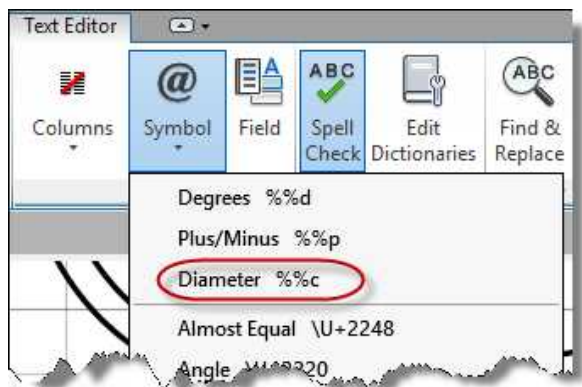 Text Editor
Columns
Symbol
Field
ABC
Spell
Check
Edit
Dictionaries
ABC
Find &
Replace
Degrees %%d
Plus/Minus %%p
Diameter %%c
Almost Equal \U+2248
Angle